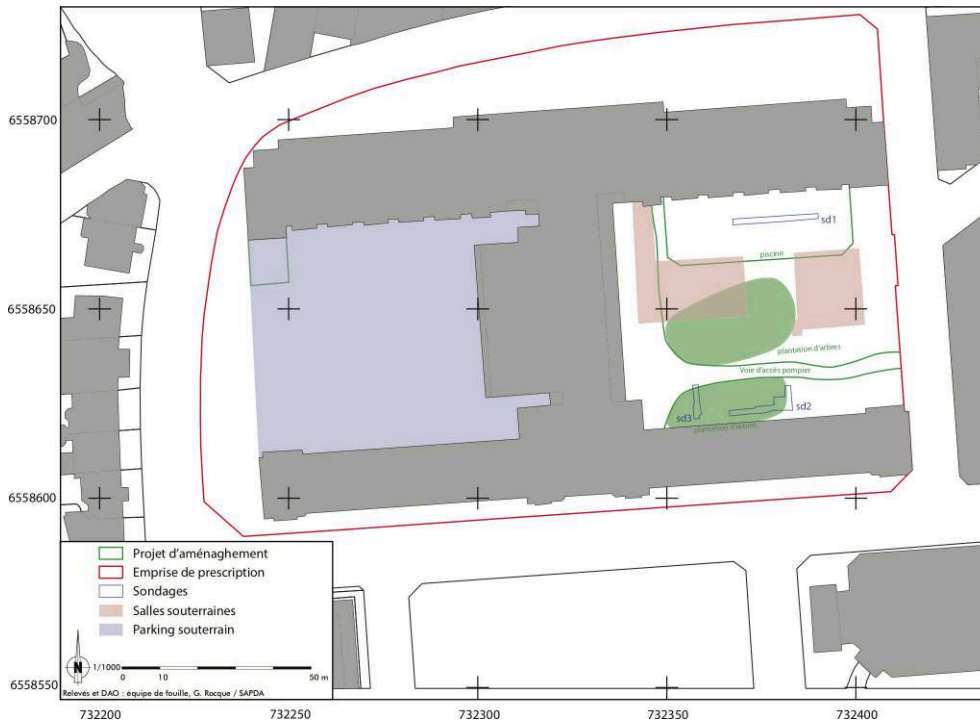 6558700
sd1
piscine
6558650
plantation d'arbres
Voie d'accès pompier
sd3
sd2
plantation d'arbres
6558600
Projet d'aménaghement
Emprise de prescription
Sondages
Salles souterraines
Parking souterrain
N
1/1000
0 10 50 m
Relevés et DAO : équipe de fouille, G. Rocque / SAPDA
6558550
732200 732250 732300 732350 732400